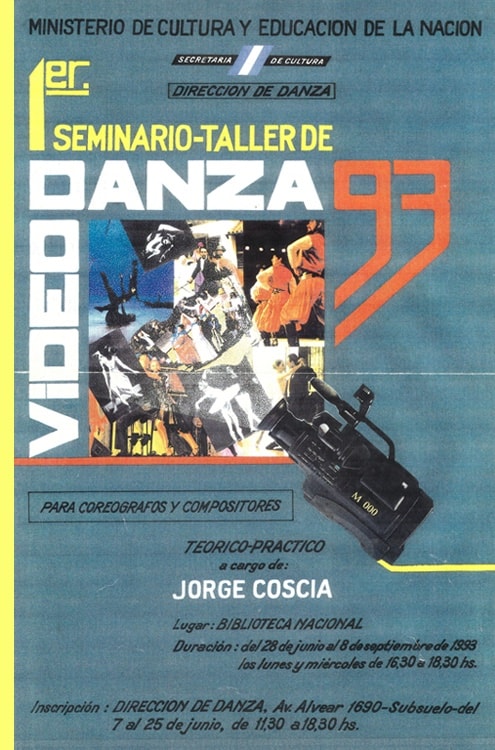 MINISTERIO DE CULTURA Y EDUCACION DE LA NACION
SECRETARIA DE CULTURA
DIRECCION DE DANZA
1er.
SEMINARIO-TALLER DE
VIDEO DANZA 93
M 000
PARA COREOGRAFOS Y COMPOSITORES
TEORICO-PRACTICO
a cargo de:
JORGE COSCIA
Lugar: BIBLIOTECA NACIONAL
Duración: del 28 de junio al 8 de septiembre de 1993
los lunes y miércoles de 16,30 a 18,30 hs.
Inscripción: DIRECCION DE DANZA, Av. Alvear 1690-Subsuelo-del
7 al 25 de junio, de 11,30 a 18,30 hs.